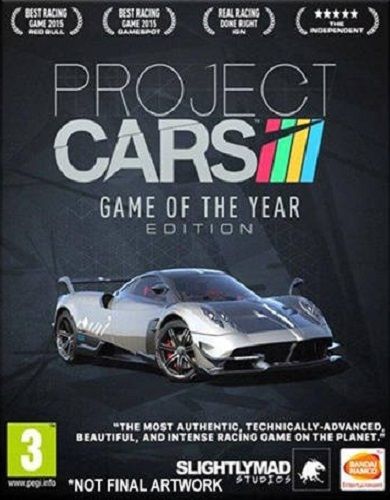 BEST RACING
GAME 2015
RED BULL
BEST RACING
GAME 2015
GAMESPOT
REAL RACING
DONE RIGHT
IGN
★★★★★
THE
INDEPENDENT
PROJECT
CARS
GAME OF THE YEAR
EDITION
"THE MOST AUTHENTIC, TECHNICALLY-ADVANCED,
BEAUTIFUL, AND INTENSE RACING GAME ON THE PLANET."
3
www.pegi.info
SLIGHTLYMAD
STUDIOS
BANDAI
NAMCO
Entertainment
*NOT FINAL ARTWORK